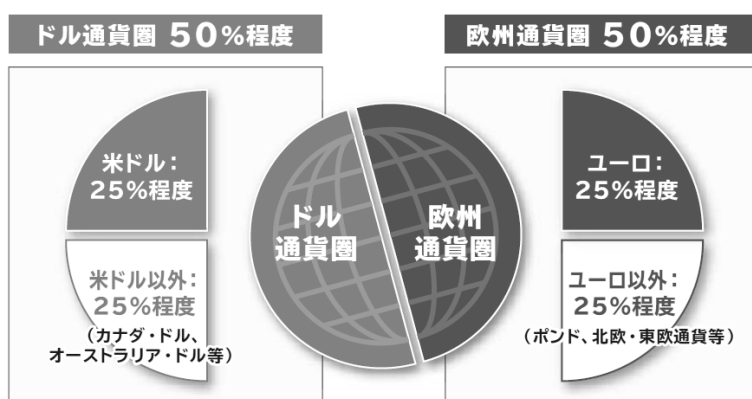 ドル通貨圏 50%程度
欧州通貨圏 50%程度
米ドル:
25%程度
米ドル以外:
25%程度
(カナダ・ドル、
オーストラリア・ドル等)
ドル
通貨圏
欧州
通貨圏
ユーロ:
25%程度
ユーロ以外:
25%程度
(ポンド、北欧・東欧通貨等)